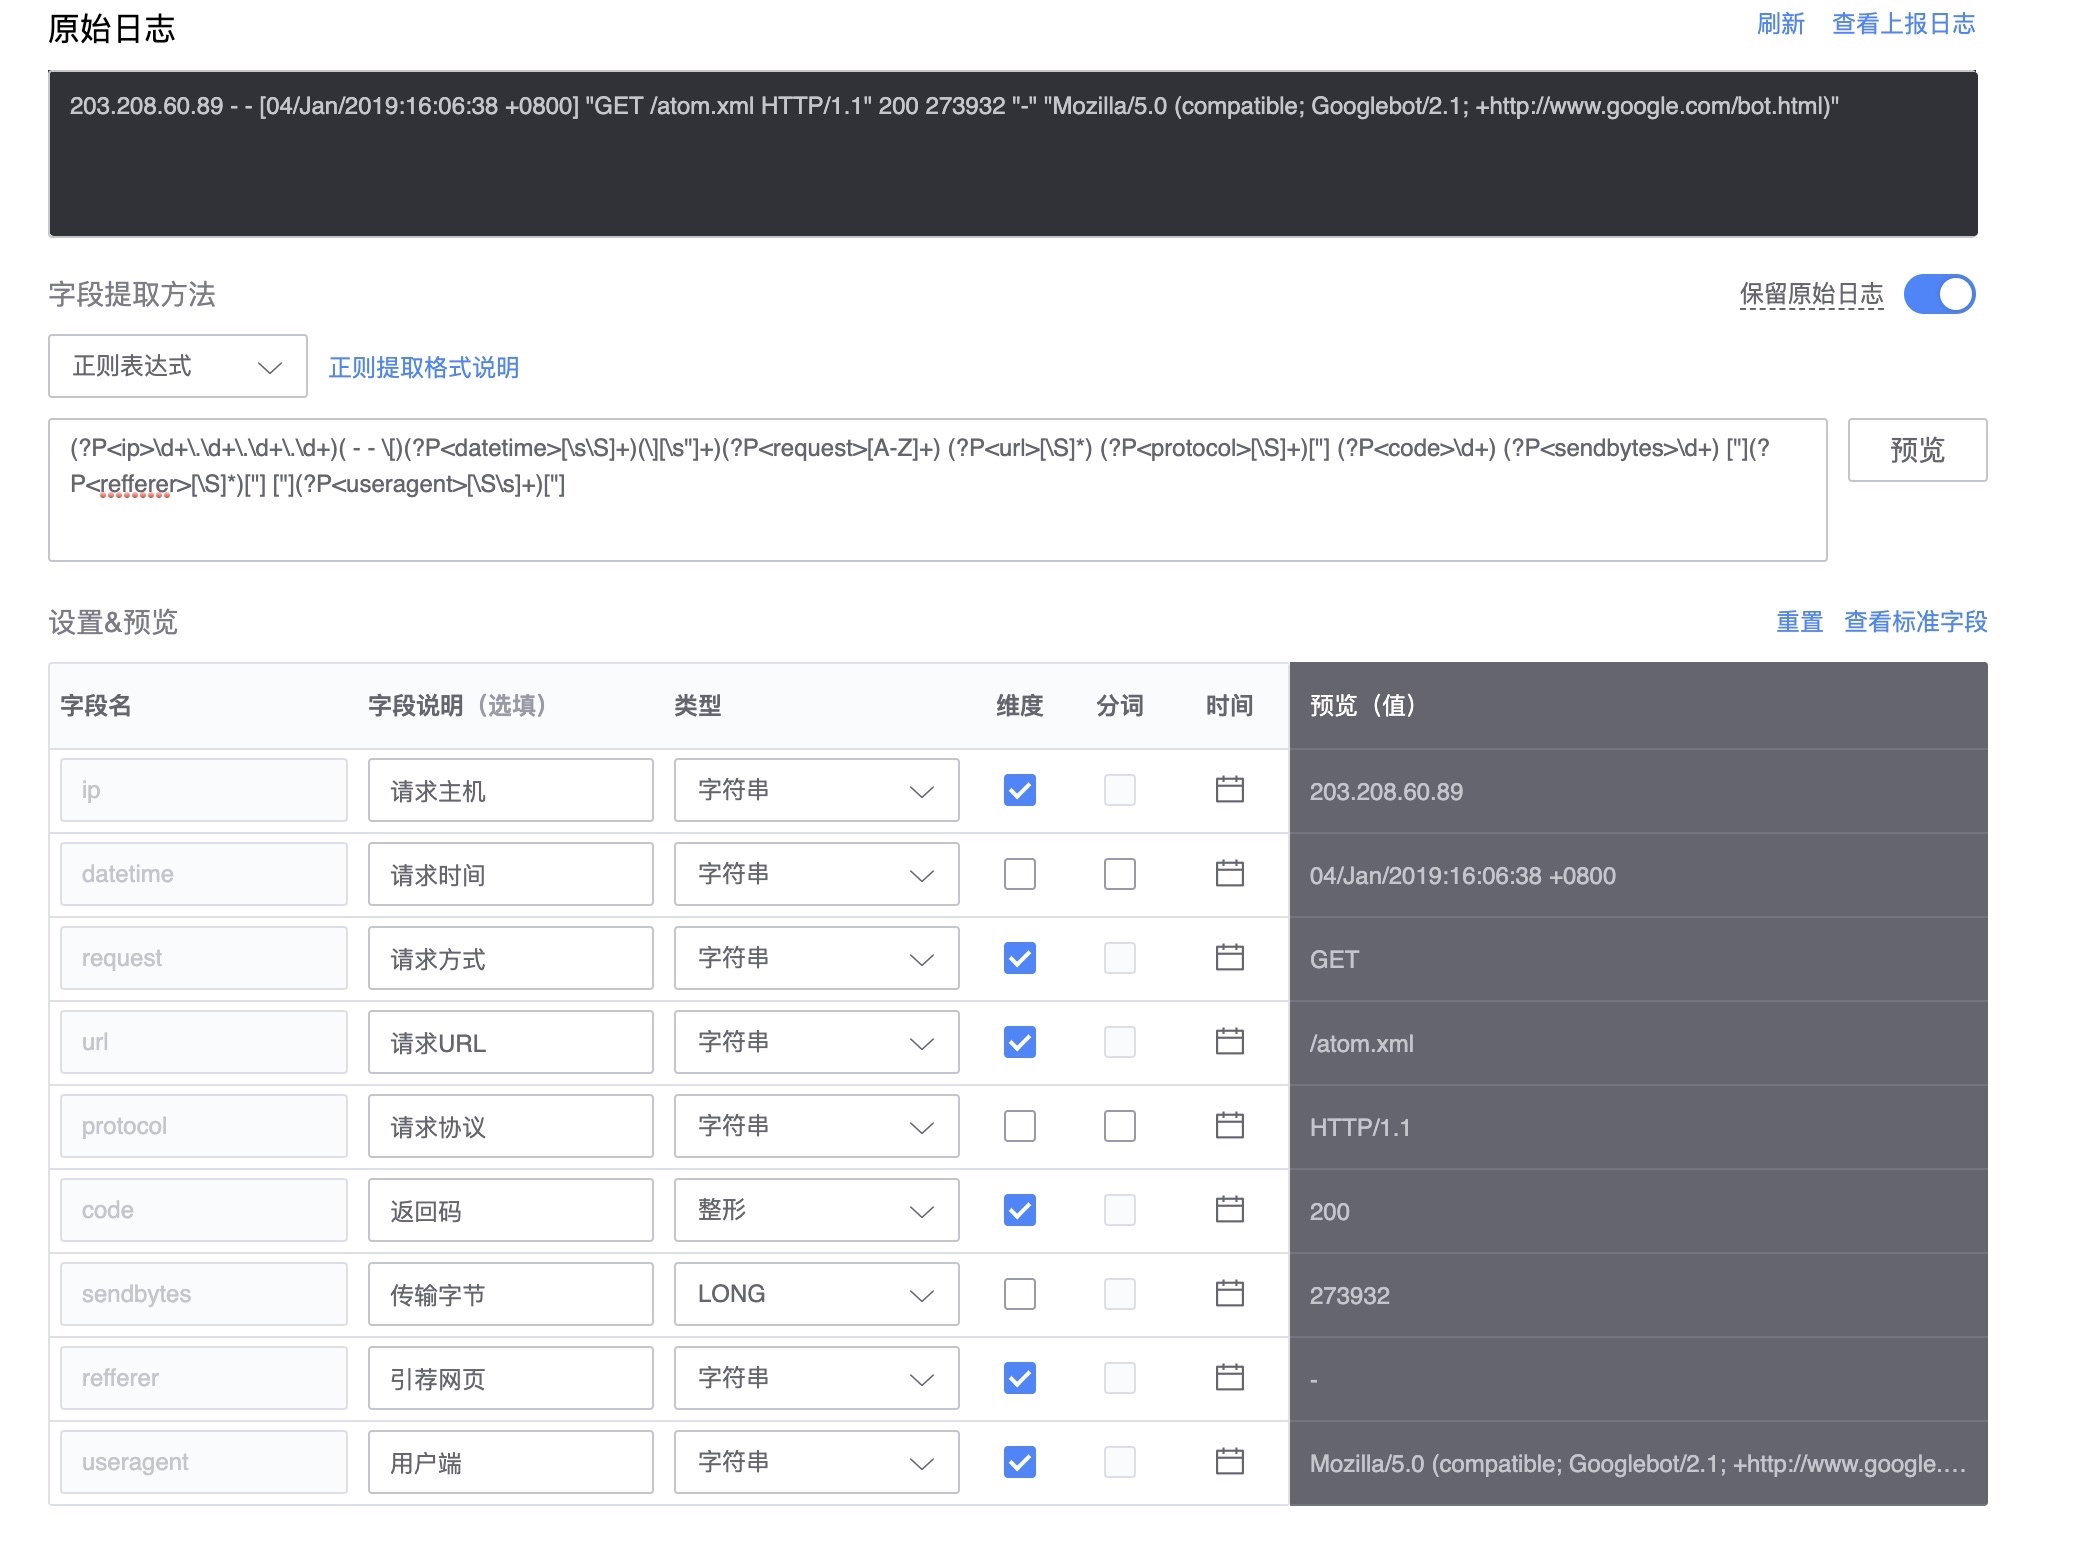 原始日志
刷新 查看上报日志
203.208.60.89 - - [04/Jan/2019:16:06:38 +0800] "GET /atom.xml HTTP/1.1" 200 273932 "-" "Mozilla/5.0 (compatible; Googlebot/2.1; +http://www.google.com/bot.html)"
字段提取方法
保留原始日志
正则表达式 正则提取格式说明
(?P<ip>\d+\.\d+\.\d+\.\d+)( - - \[)(?P<datetime>[\s\S]+)(\][\s"]+)(?P<request>[A-Z]+) (?P<url>[\S]*) (?P<protocol>[\S]+)["] (?P<code>\d+) (?P<sendbytes>\d+) ["](?
P<refferer>[\S]*)["] ["](?P<useragent>[\S\s]+)["]
预览
设置&预览
重置 查看标准字段
字段名 字段说明（选填） 类型 维度 分词 时间 预览（值）
ip 请求主机 字符串 203.208.60.89
datetime 请求时间 字符串 04/Jan/2019:16:06:38 +0800
request 请求方式 字符串 GET
url 请求URL 字符串 /atom.xml
protocol 请求协议 字符串 HTTP/1.1
code 返回码 整形 200
sendbytes 传输字节 LONG 273932
refferer 引荐网页 字符串 -
useragent 用户端 字符串 Mozilla/5.0 (compatible; Googlebot/2.1; +http://www.google....